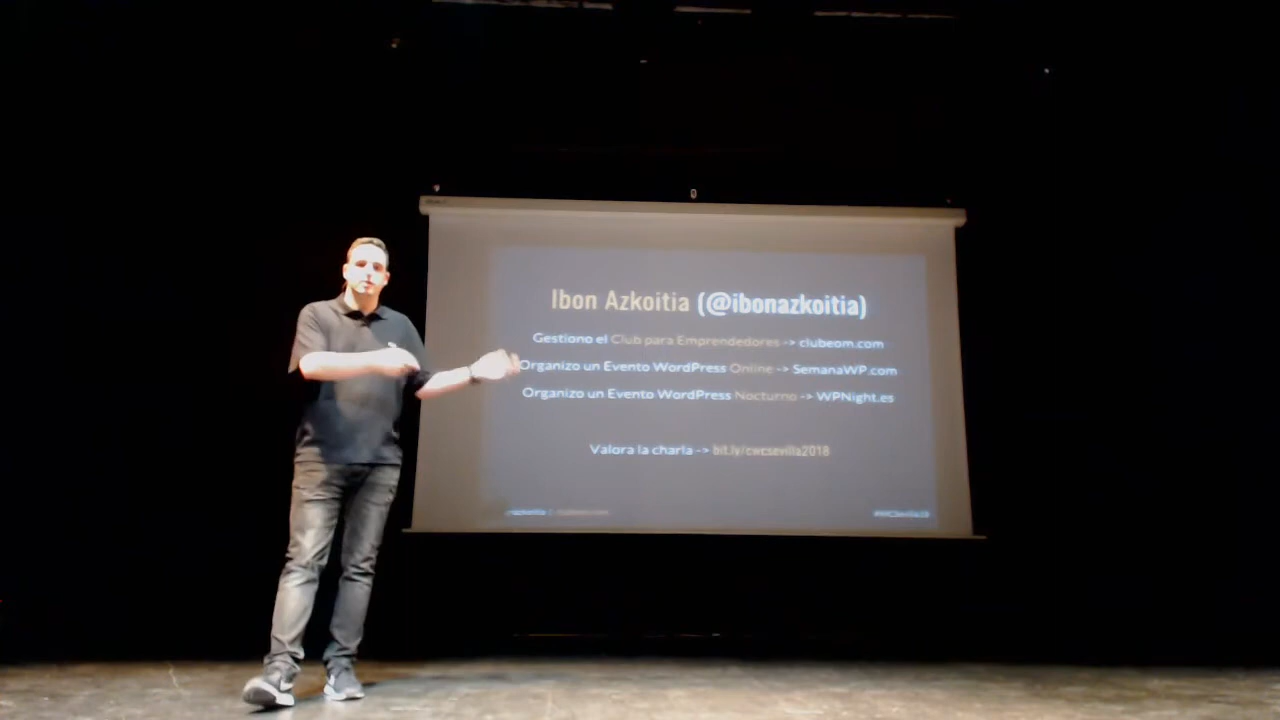 Ibon Azkoitia (@ibonazkoitia)
Gestiono el Club para Emprendedores -> clubeom.com
Organizo un Evento WordPress Online -> SemanaWP.com
Organizo un Evento WordPress Nocturno -> WPNight.es
Valora la charla -> bit.ly/cwcsevilla2018